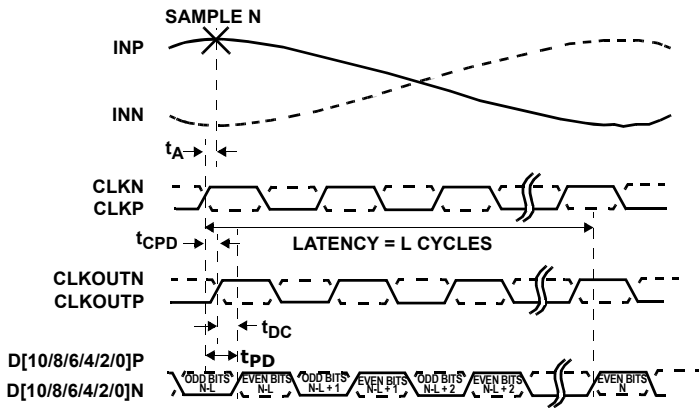 SAMPLE N
INP
INN
tA
CLKN
CLKP
tCPD
LATENCY = L CYCLES
CLKOUTN
CLKOUTP
tDC
tPD
D[10/8/6/4/2/0]P
D[10/8/6/4/2/0]N
ODD BITS N-L
EVEN BITS N-L
ODD BITS N-L + 1
EVEN BITS N-L + 1
ODD BITS N-L + 2
EVEN BITS N-L + 2
EVEN BITS N